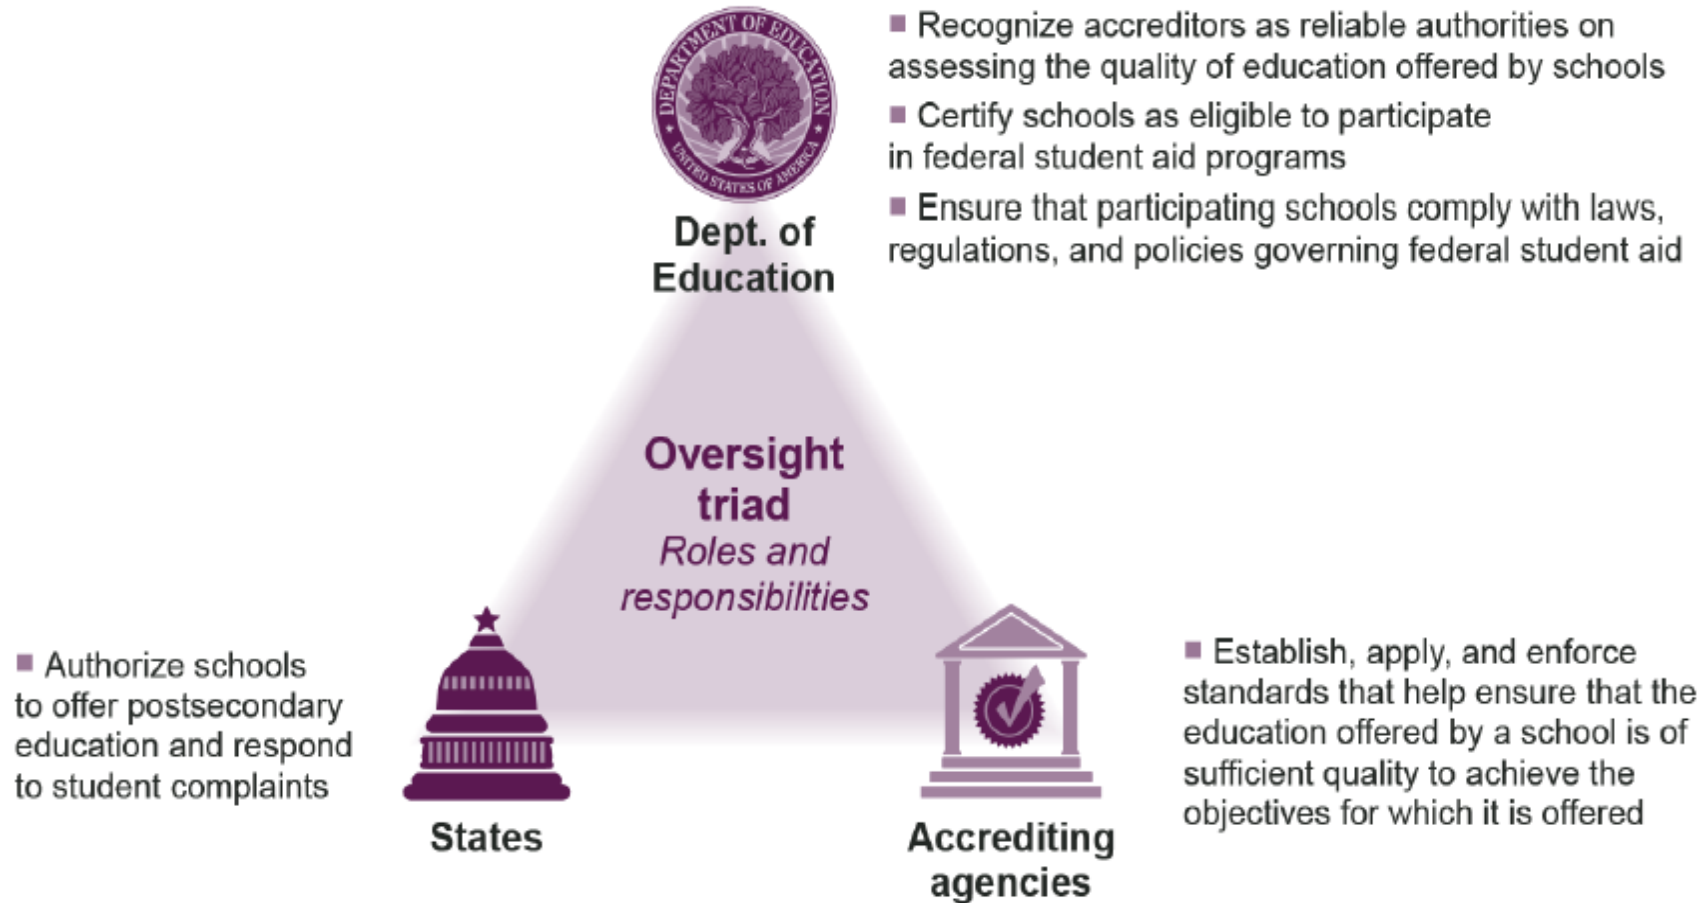 DEPARTMENT OF EDUCATION
UNITED STATES OF AMERICA
Dept. of
Education
■ Recognize accreditors as reliable authorities on
assessing the quality of education offered by schools
■ Certify schools as eligible to participate
in federal student aid programs
■ Ensure that participating schools comply with laws,
regulations, and policies governing federal student aid
Oversight
triad
Roles and
responsibilities
■ Authorize schools
to offer postsecondary
education and respond
to student complaints
States
Accrediting
agencies
■ Establish, apply, and enforce
standards that help ensure that the
education offered by a school is of
sufficient quality to achieve the
objectives for which it is offered